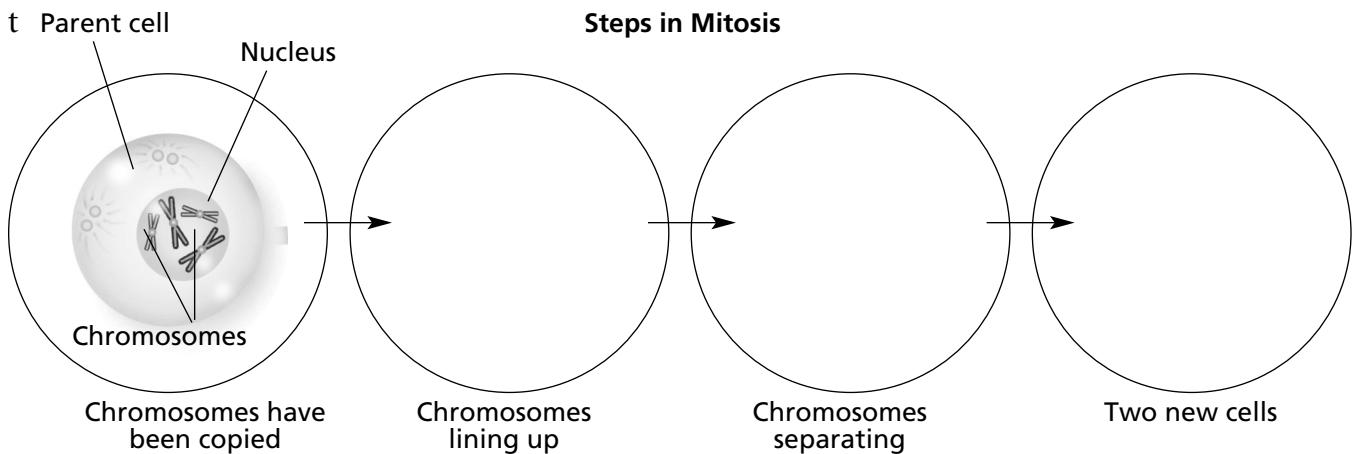 t Parent cell
Steps in Mitosis
Nucleus
Chromosomes
Chromosomes have
been copied
Chromosomes
lining up
Chromosomes
separating
Two new cells